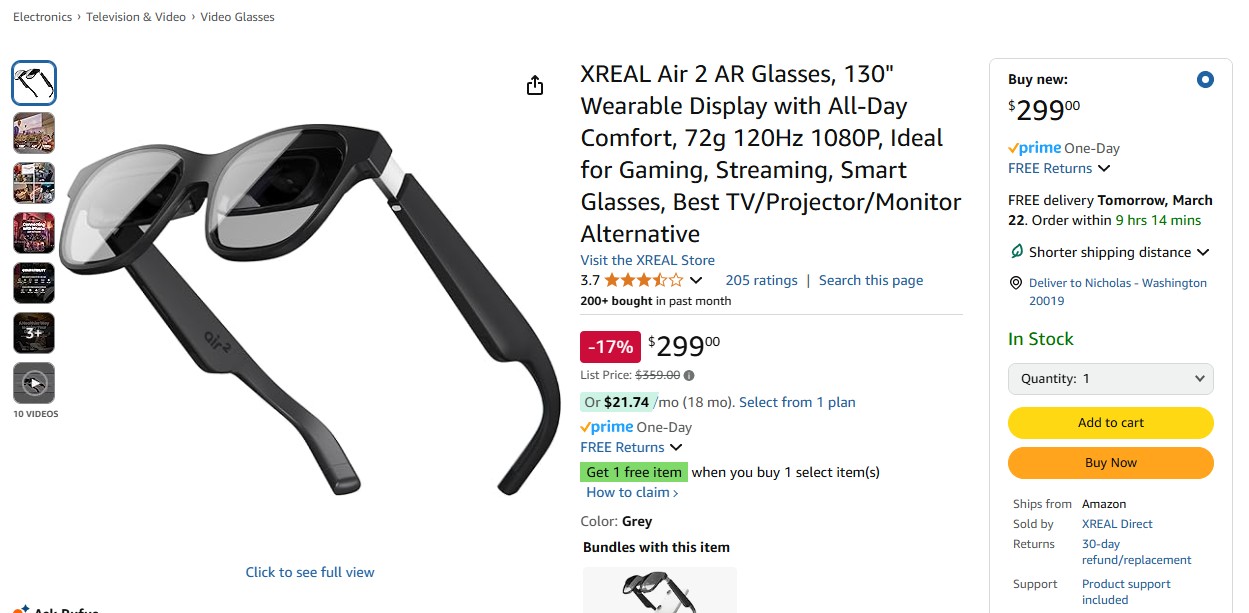 Electronics › Television & Video › Video Glasses
3+
10 VIDEOS
air2
Click to see full view
XREAL Air 2 AR Glasses, 130"
Wearable Display with All-Day
Comfort, 72g 120Hz 1080P, Ideal
for Gaming, Streaming, Smart
Glasses, Best TV/Projector/Monitor
Alternative
Visit the XREAL Store
3.7 205 ratings | Search this page
200+ bought in past month
-17% $29900
List Price: $359.00
Or $21.74 /mo (18 mo). Select from 1 plan
prime One-Day
FREE Returns
Get 1 free item when you buy 1 select item(s)
How to claim ›
Color: Grey
Bundles with this item
Buy new:
$29900
prime One-Day
FREE Returns
FREE delivery Tomorrow, March
22. Order within 9 hrs 14 mins
Shorter shipping distance
Deliver to Nicholas - Washington
20019
In Stock
Quantity: 1
Add to cart
Buy Now
Ships from Amazon
Sold by XREAL Direct
Returns 30-day
refund/replacement
Support Product support
included
Ask Rufus